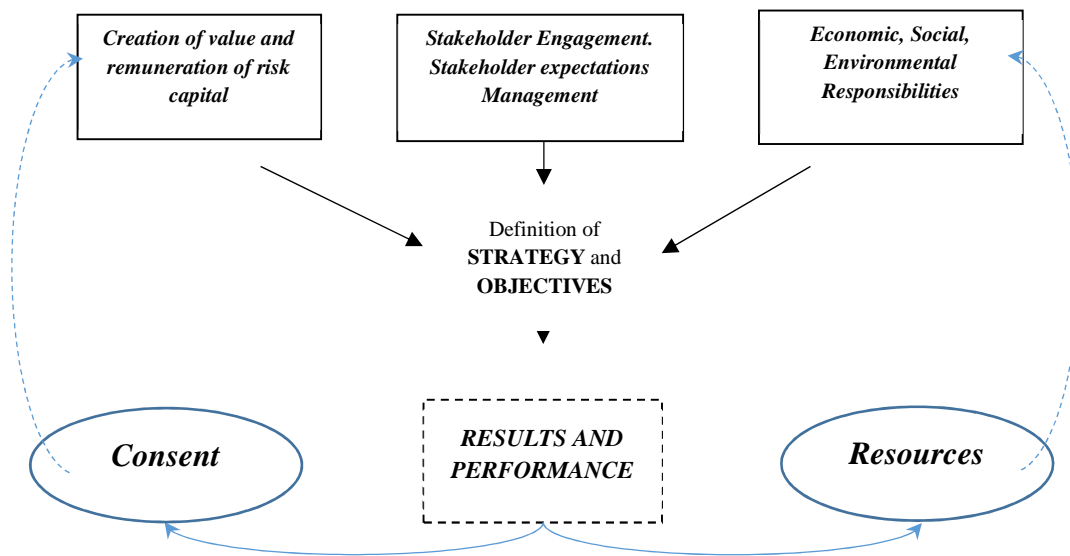 Creation of value and
remuneration of risk
capital
Stakeholder Engagement.
Stakeholder expectations
Management
Economic, Social,
Environmental
Responsibilities
Definition of
STRATEGY and
OBJECTIVES
Consent
RESULTS AND
PERFORMANCE
Resources